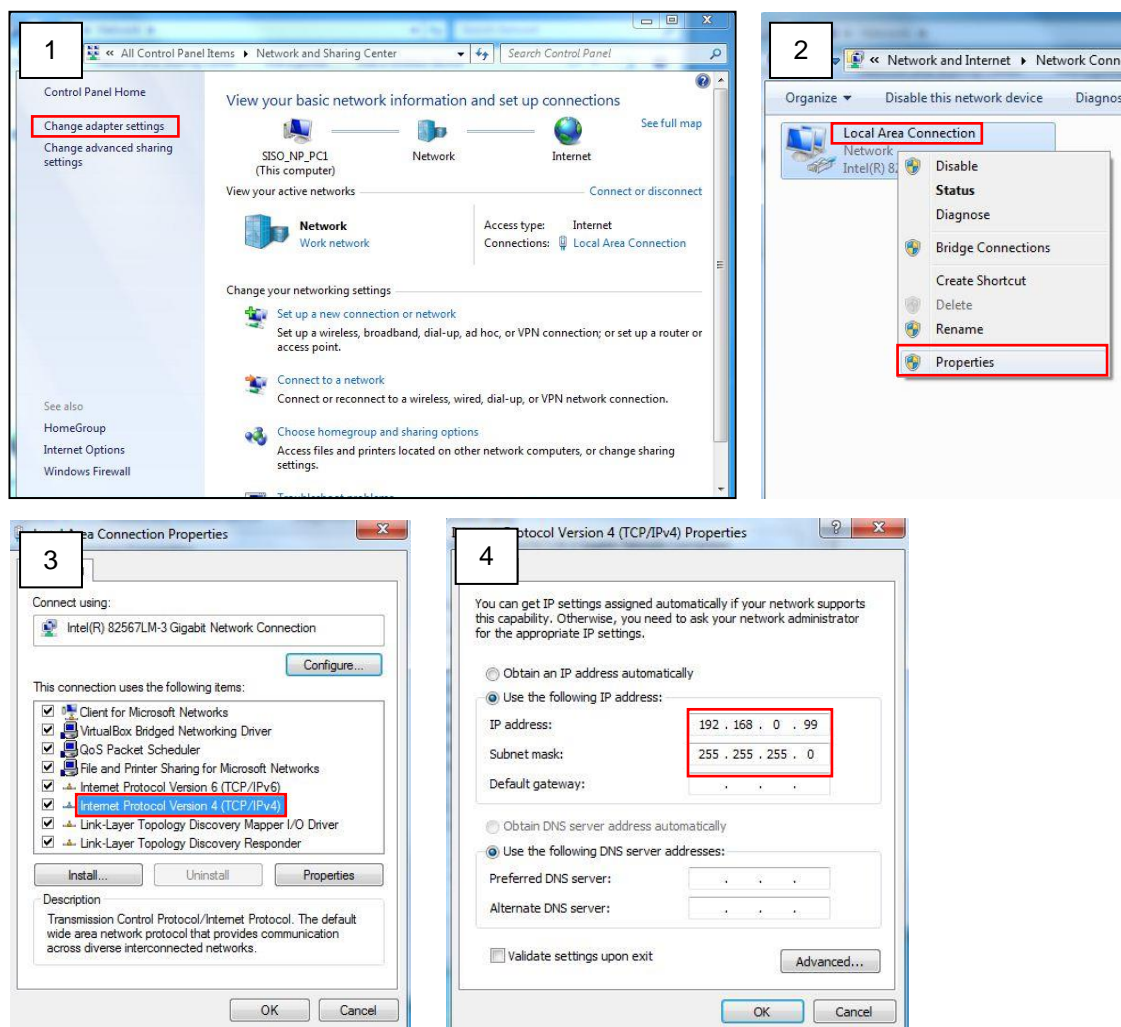 1
« All Control Panel Items ▸ Network and Sharing Center
Search Control Panel
Control Panel Home
Change adapter settings
Change advanced sharing
settings
See also
HomeGroup
Internet Options
Windows Firewall
View your basic network information and set up connections
See full map
SISO_NP_PC1
(This computer)
Network
Internet
View your active networks
Connect or disconnect
Network
Work network
Access type: Internet
Connections: Local Area Connection
Change your networking settings
Set up a new connection or network
Set up a wireless, broadband, dial-up, ad hoc, or VPN connection; or set up a router or
access point.
Connect to a network
Connect or reconnect to a wireless, wired, dial-up, or VPN network connection.
Choose homegroup and sharing options
Access files and printers located on other network computers, or change sharing
settings.
Troubleshoot problems
2
« Network and Internet ▸ Network Conn
Organize Disable this network device Diagnos
Local Area Connection
Network
Intel(R) 8
Disable
Status
Diagnose
Bridge Connections
Create Shortcut
Delete
Rename
Properties
3
ea Connection Properties
Connect using:
Intel(R) 82567LM-3 Gigabit Network Connection
Configure...
This connection uses the following items:
Client for Microsoft Networks
VirtualBox Bridged Networking Driver
QoS Packet Scheduler
File and Printer Sharing for Microsoft Networks
Internet Protocol Version 6 (TCP/IPv6)
Internet Protocol Version 4 (TCP/IPv4)
Link-Layer Topology Discovery Mapper I/O Driver
Link-Layer Topology Discovery Responder
Install... Uninstall Properties
Description
Transmission Control Protocol/Internet Protocol. The default
wide area network protocol that provides communication
across diverse interconnected networks.
OK Cancel
4
otocol Version 4 (TCP/IPv4) Properties
You can get IP settings assigned automatically if your network supports
this capability. Otherwise, you need to ask your network administrator
for the appropriate IP settings.
Obtain an IP address automatically
Use the following IP address:
IP address: 192 . 168 . 0 . 99
Subnet mask: 255 . 255 . 255 . 0
Default gateway: . . .
Obtain DNS server address automatically
Use the following DNS server addresses:
Preferred DNS server: . . .
Alternate DNS server: . . .
Validate settings upon exit
Advanced...
OK Cancel